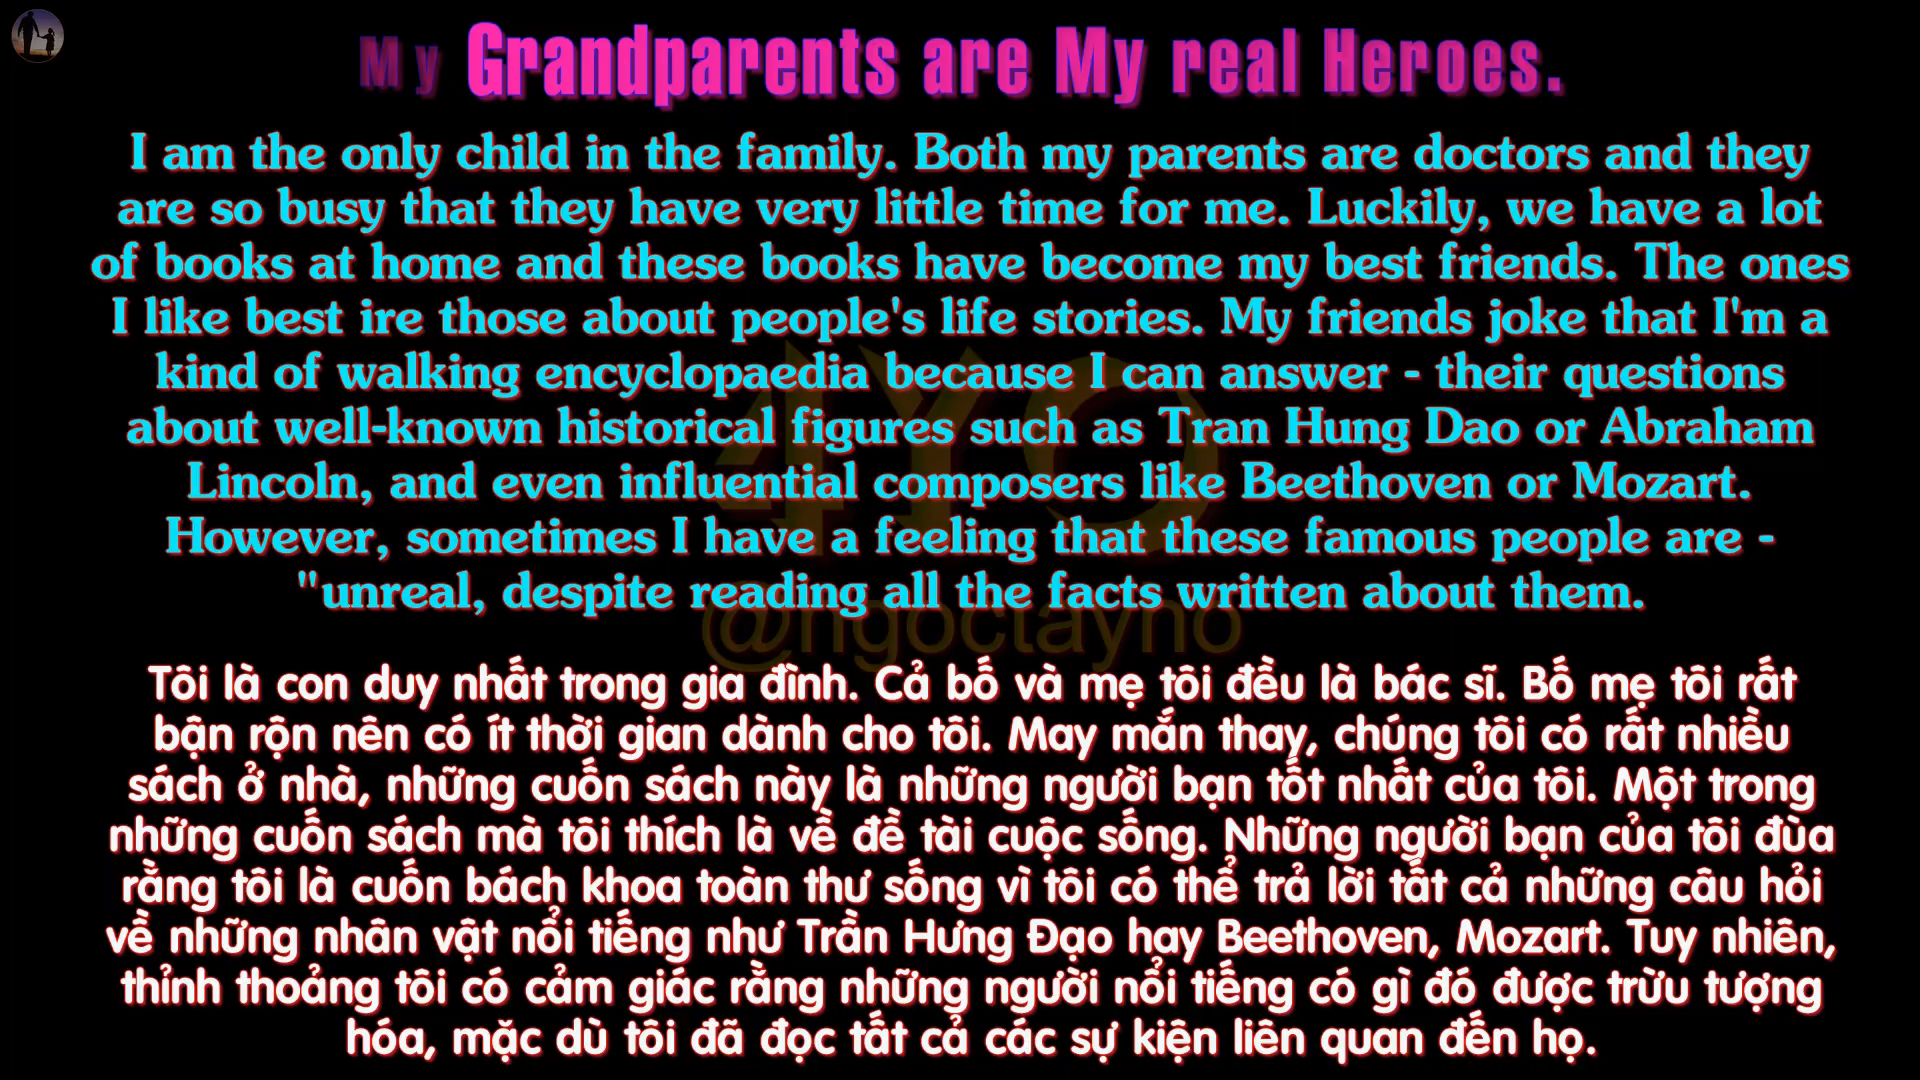 My Grandparents are My real Heroes.
I am the only child in the family. Both my parents are doctors and they
are so busy that they have very little time for me. Luckily, we have a lot
of books at home and these books have become my best friends. The ones
I like best ire those about people's life stories. My friends joke that I'm a
kind of walking encyclopaedia because I can answer - their questions
about well-known historical figures such as Tran Hung Dao or Abraham
Lincoln, and even influential composers like Beethoven or Mozart.
However, sometimes I have a feeling that these famous people are -
"unreal, despite reading all the facts written about them.
4YO
@ngoctayno
Tôi là con duy nhất trong gia đình. Cả bố và mẹ tôi đều là bác sĩ. Bố mẹ tôi rất
bận rộn nên có ít thời gian dành cho tôi. May mắn thay, chúng tôi có rất nhiều
sách ở nhà, những cuốn sách này là những người bạn tốt nhất của tôi. Một trong
những cuốn sách mà tôi thích là về đề tài cuộc sống. Những người bạn của tôi đùa
rằng tôi là cuốn bách khoa toàn thư sống vì tôi có thể trả lời tất cả những câu hỏi
về những nhân vật nổi tiếng như Trần Hưng Đạo hay Beethoven, Mozart. Tuy nhiên,
thỉnh thoảng tôi có cảm giác rằng những người nổi tiếng có gì đó được trừu tượng
hóa, mặc dù tôi đã đọc tất cả các sự kiện liên quan đến họ.